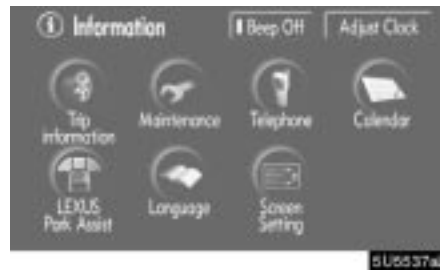 i Information
Beep Off
Adjust Clock
Trip
information
Maintenance
Telephone
Calendar
LEXUS
Park Assist
Language
Screen
Setting
5U5537a